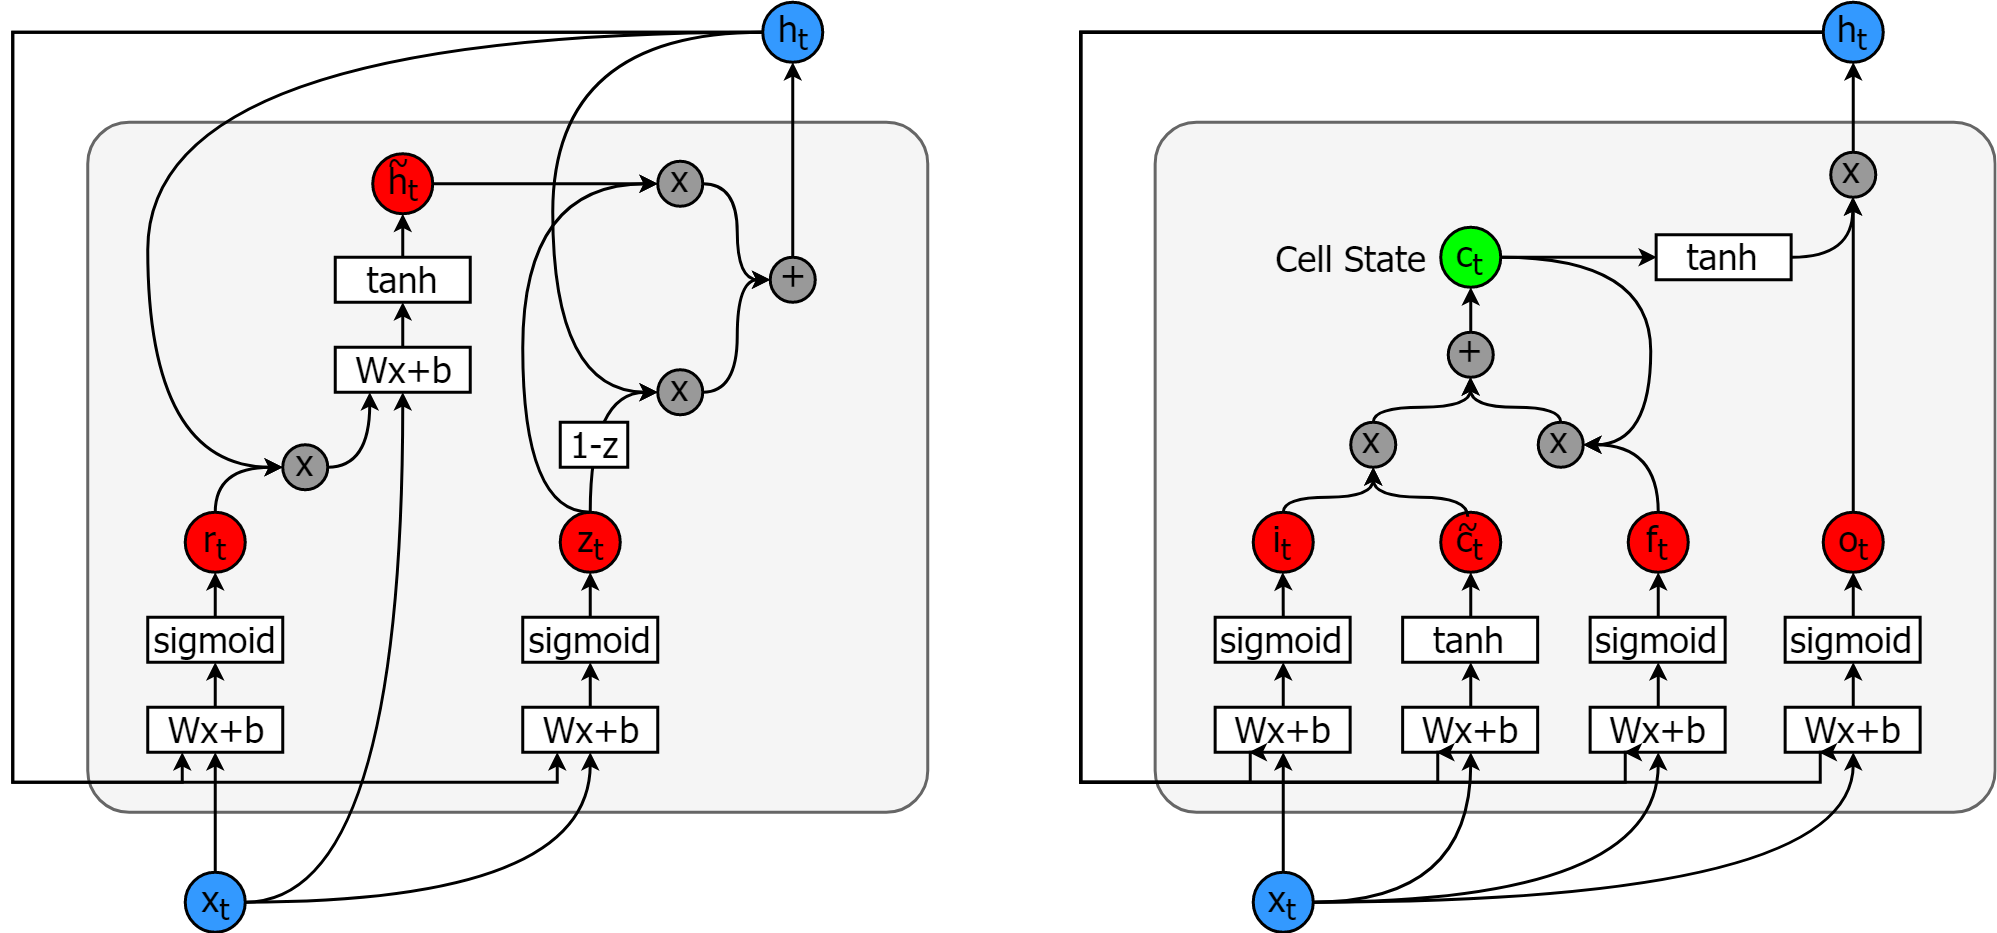 hₜ
h̃ₜ
x
tanh
+
Wx+b
x
1-z
x
rₜ
zₜ
sigmoid
sigmoid
Wx+b
Wx+b
xₜ
hₜ
x
Cell State
cₜ
tanh
+
x
x
iₜ
c̃ₜ
fₜ
oₜ
sigmoid
tanh
sigmoid
sigmoid
Wx+b
Wx+b
Wx+b
Wx+b
xₜ